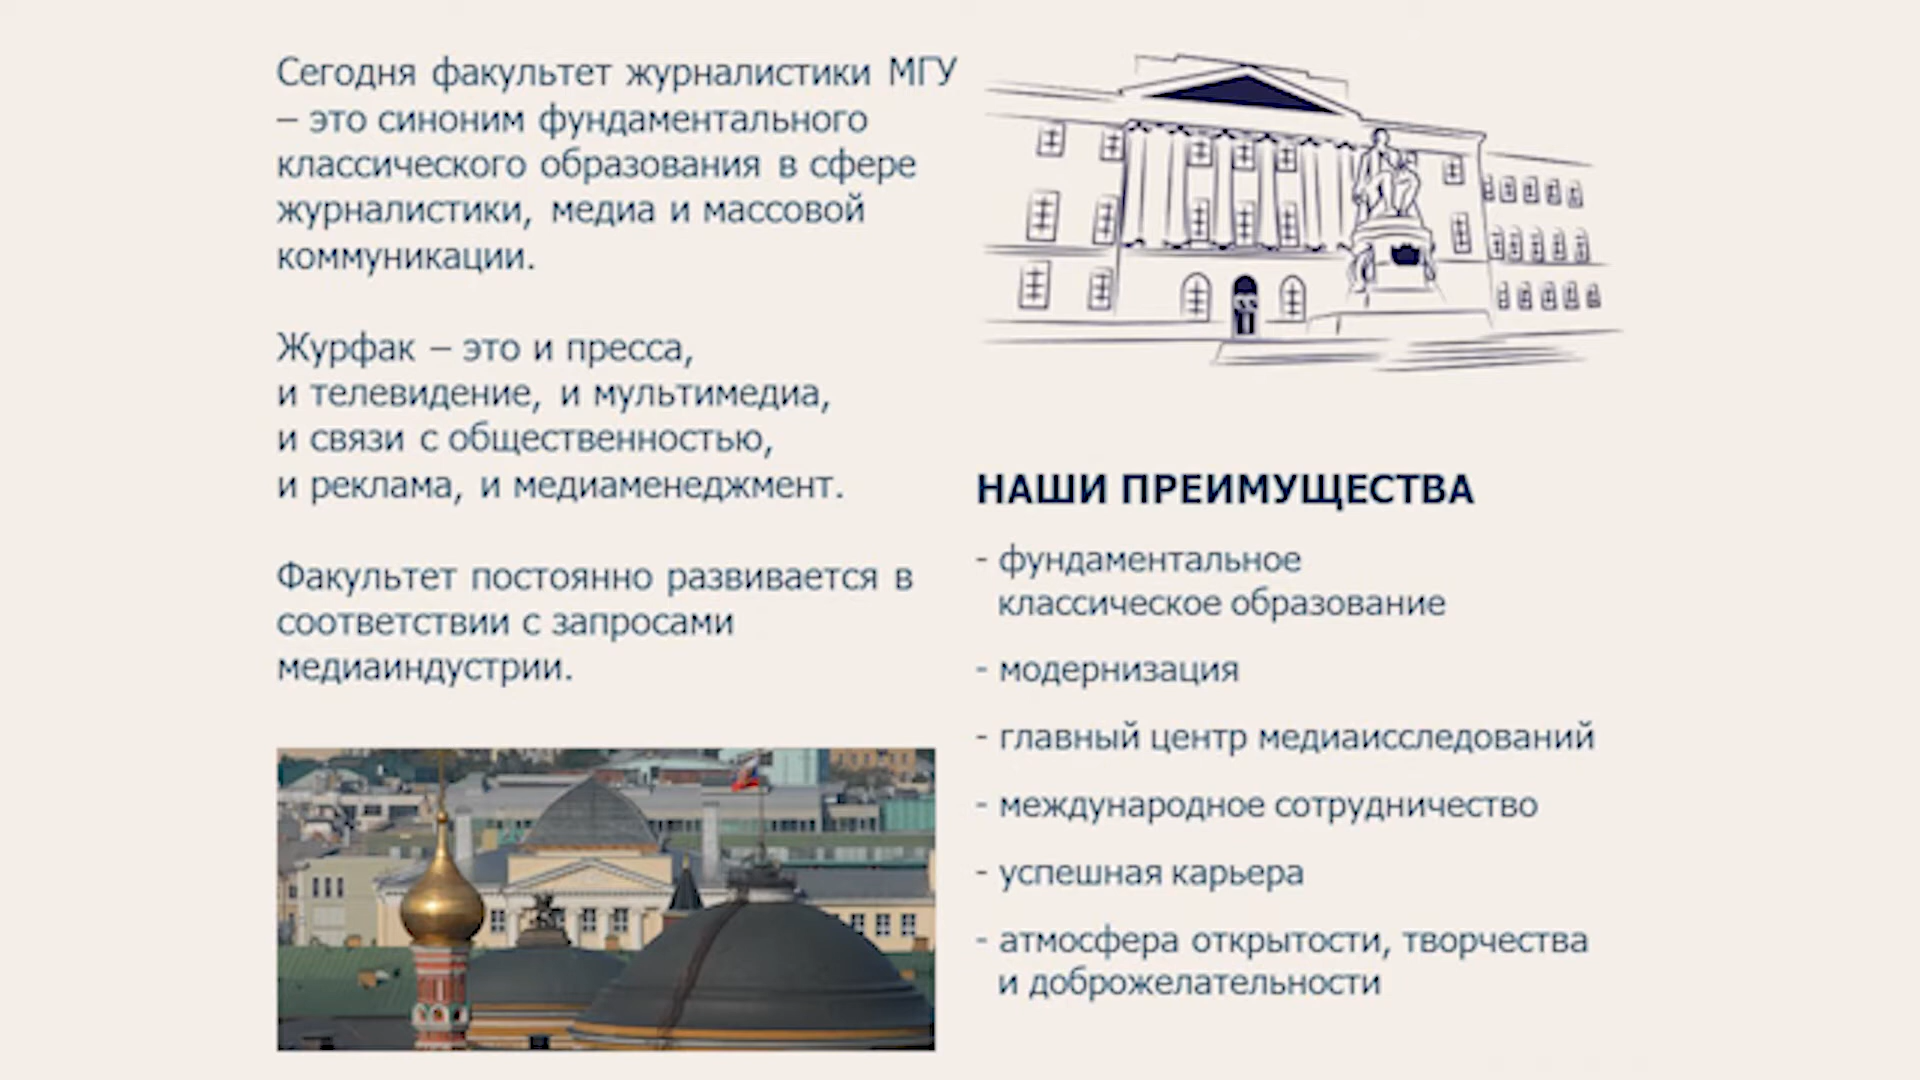 Сегодня факультет журналистики МГУ
– это синоним фундаментального
классического образования в сфере
журналистики, медиа и массовой
коммуникации.
Журфак – это и пресса,
и телевидение, и мультимедиа,
и связи с общественностью,
и реклама, и медиаменеджмент.
Факультет постоянно развивается в
соответствии с запросами
медиаиндустрии.
НАШИ ПРЕИМУЩЕСТВА
- фундаментальное
классическое образование
- модернизация
- главный центр медиаисследований
- международное сотрудничество
- успешная карьера
- атмосфера открытости, творчества
и доброжелательности